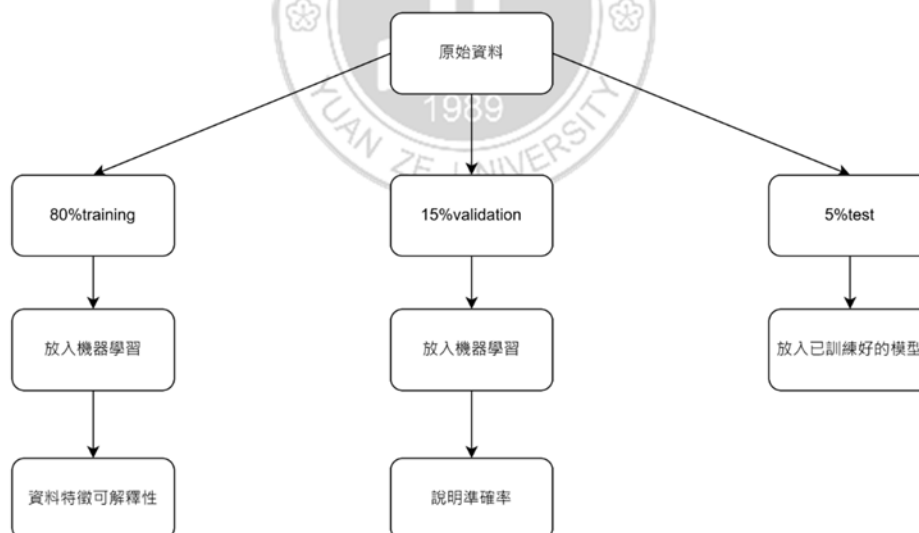 原始資料
1989
YUAN ZE UNIVERSITY
80%training
15%validation
5%test
放入機器學習
放入機器學習
放入已訓練好的模型
資料特徵可解釋性
說明準確率